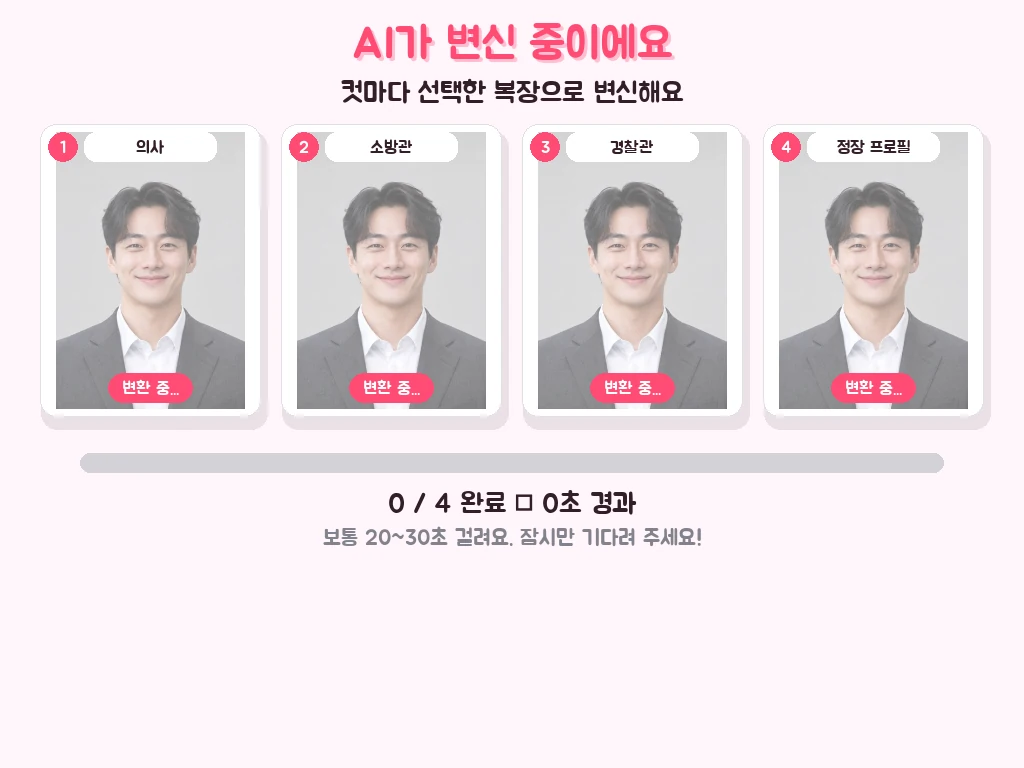 AI가 변신 중이에요
컷마다 선택한 복장으로 변신해요
1 의사
2 소방관
3 경찰관
4 정장 프로필
변환 중...
변환 중...
변환 중...
변환 중...
0 / 4 완료 □ 0초 경과
보통 20~30초 걸려요. 잠시만 기다려 주세요!